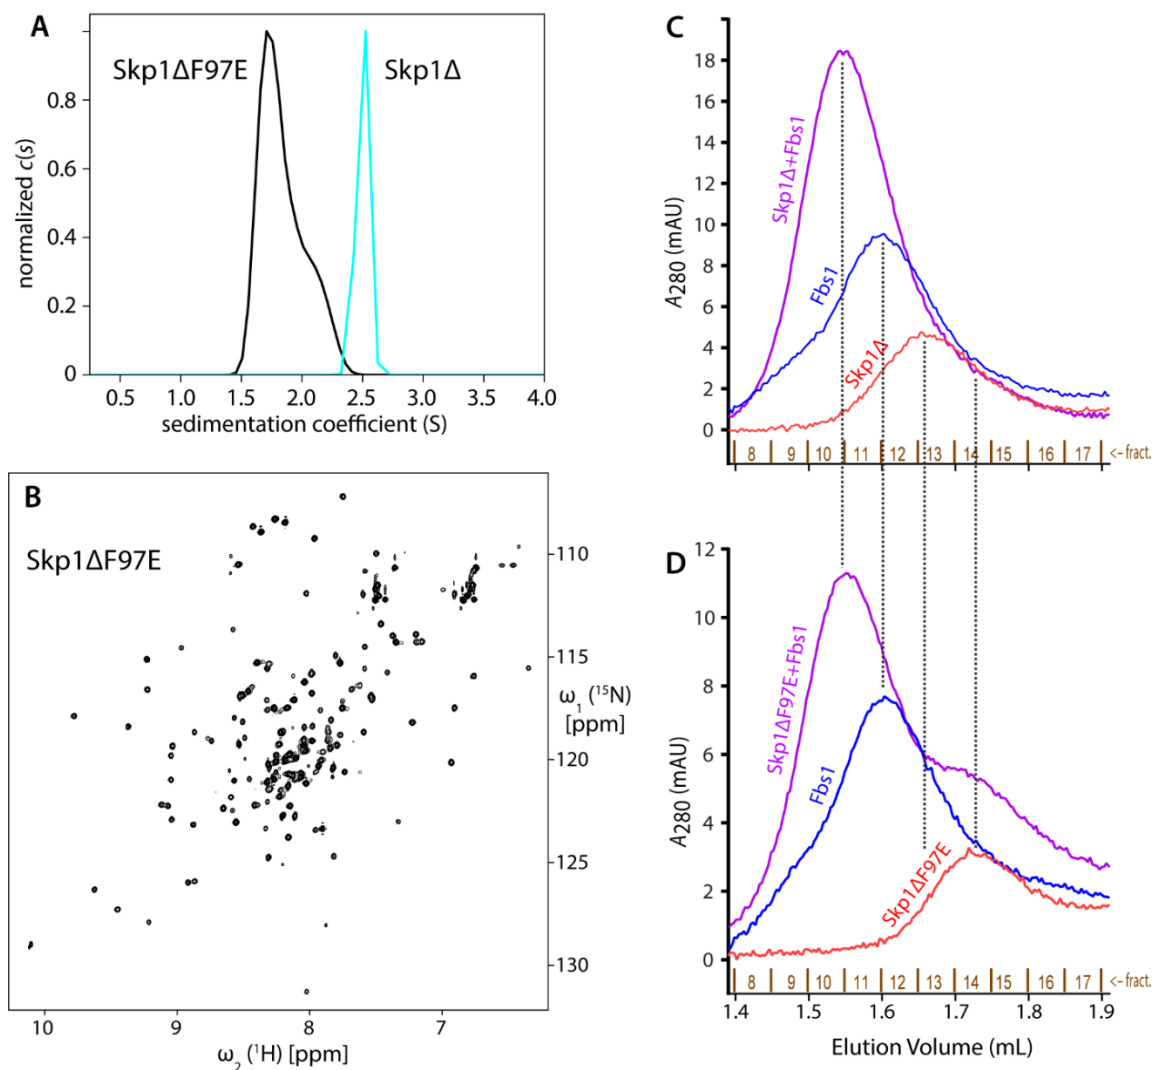 A
Skp1ΔF97E
Skp1Δ
0.8
0.6
0.4
0.2
0
normalized c(s)
0.5 1.0 1.5 2.0 2.5 3.0 3.5 4.0
sedimentation coefficient (S)
B
Skp1ΔF97E
110
115
120
125
130
ω1 (15N)
[ppm]
10 9 8 7
ω2 (1H) [ppm]
C
18
16
14
12
10
8
6
4
2
0
A280 (mAU)
Skp1Δ+Fbs1
Fbs1
Skp1Δ
8 9 10 11 12 13 14 15 16 17 <- fract.
D
12
10
8
6
4
2
0
A280 (mAU)
Skp1ΔF97E+Fbs1
Fbs1
Skp1ΔF97E
8 9 10 11 12 13 14 15 16 17 <- fract.
1.4 1.5 1.6 1.7 1.8 1.9
Elution Volume (mL)